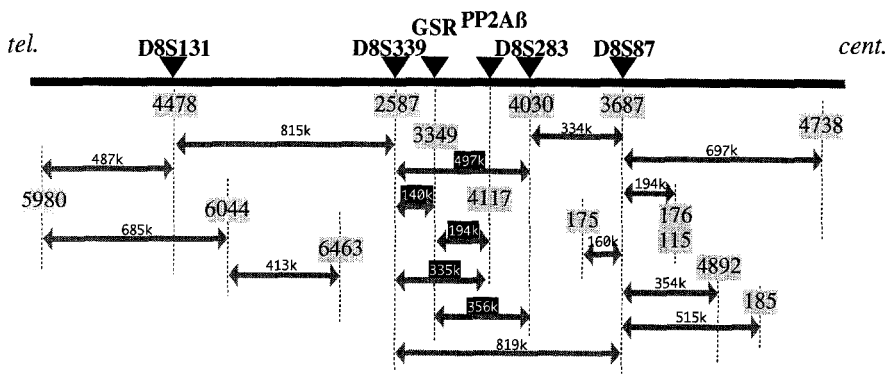 GSR PP2Aß
tel. D8S131 D8S339 D8S283 D8S87 cent.
4478 2587 4030 3687
3349 4738
815k 334k
487k 497k 697k
5980 6044 140k 4117 194k
175 176
685k 194k 115
6463 160k
413k 335k 4892
354k 185
356k 515k
819k